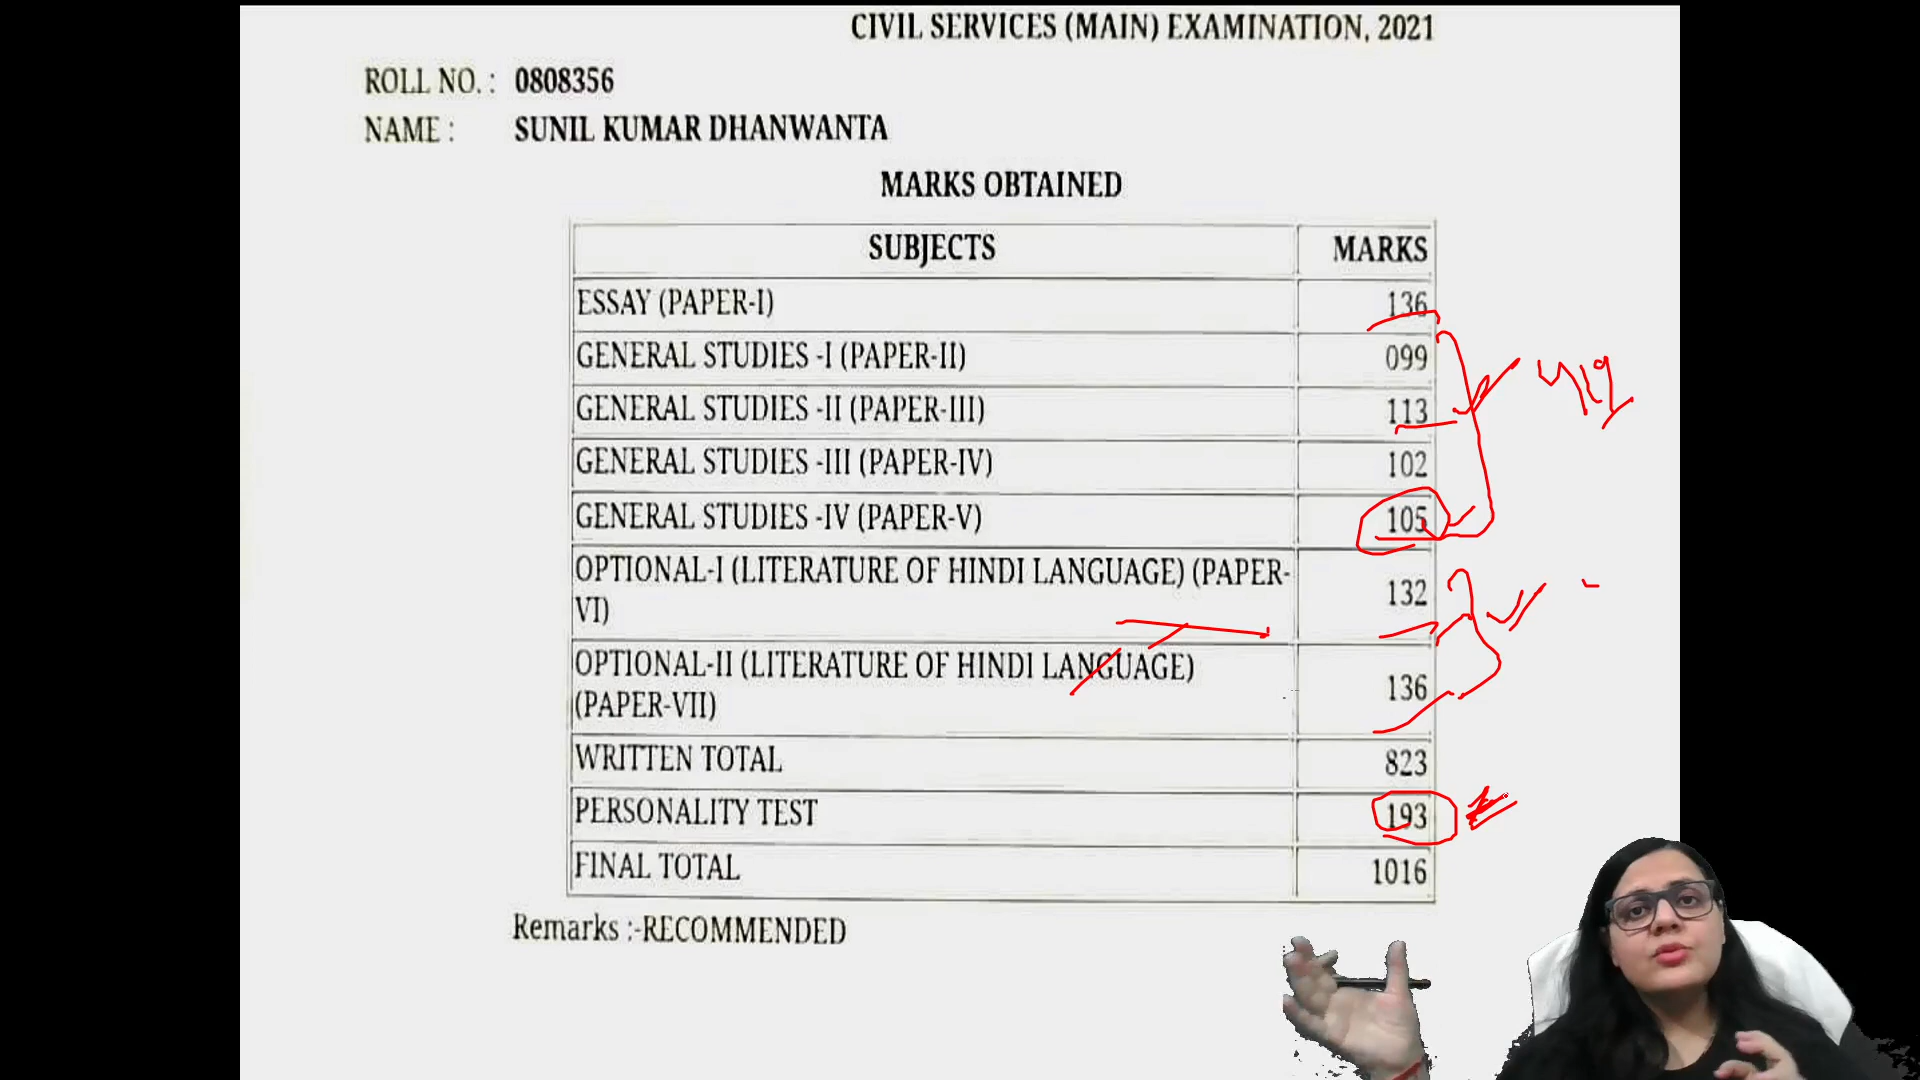 CIVIL SERVICES (MAIN) EXAMINATION, 2021
ROLL NO. : 0808356
NAME : SUNIL KUMAR DHANWANTA
MARKS OBTAINED
SUBJECTS MARKS
ESSAY (PAPER-I) 136
GENERAL STUDIES -I (PAPER-II) 099
GENERAL STUDIES -II (PAPER-III) 113
419
GENERAL STUDIES -III (PAPER-IV) 102
GENERAL STUDIES -IV (PAPER-V) 105
OPTIONAL-I (LITERATURE OF HINDI LANGUAGE) (PAPER-
VI) 132
OPTIONAL-II (LITERATURE OF HINDI LANGUAGE)
(PAPER-VII) 136
WRITTEN TOTAL 823
PERSONALITY TEST 193
FINAL TOTAL 1016
Remarks :-RECOMMENDED